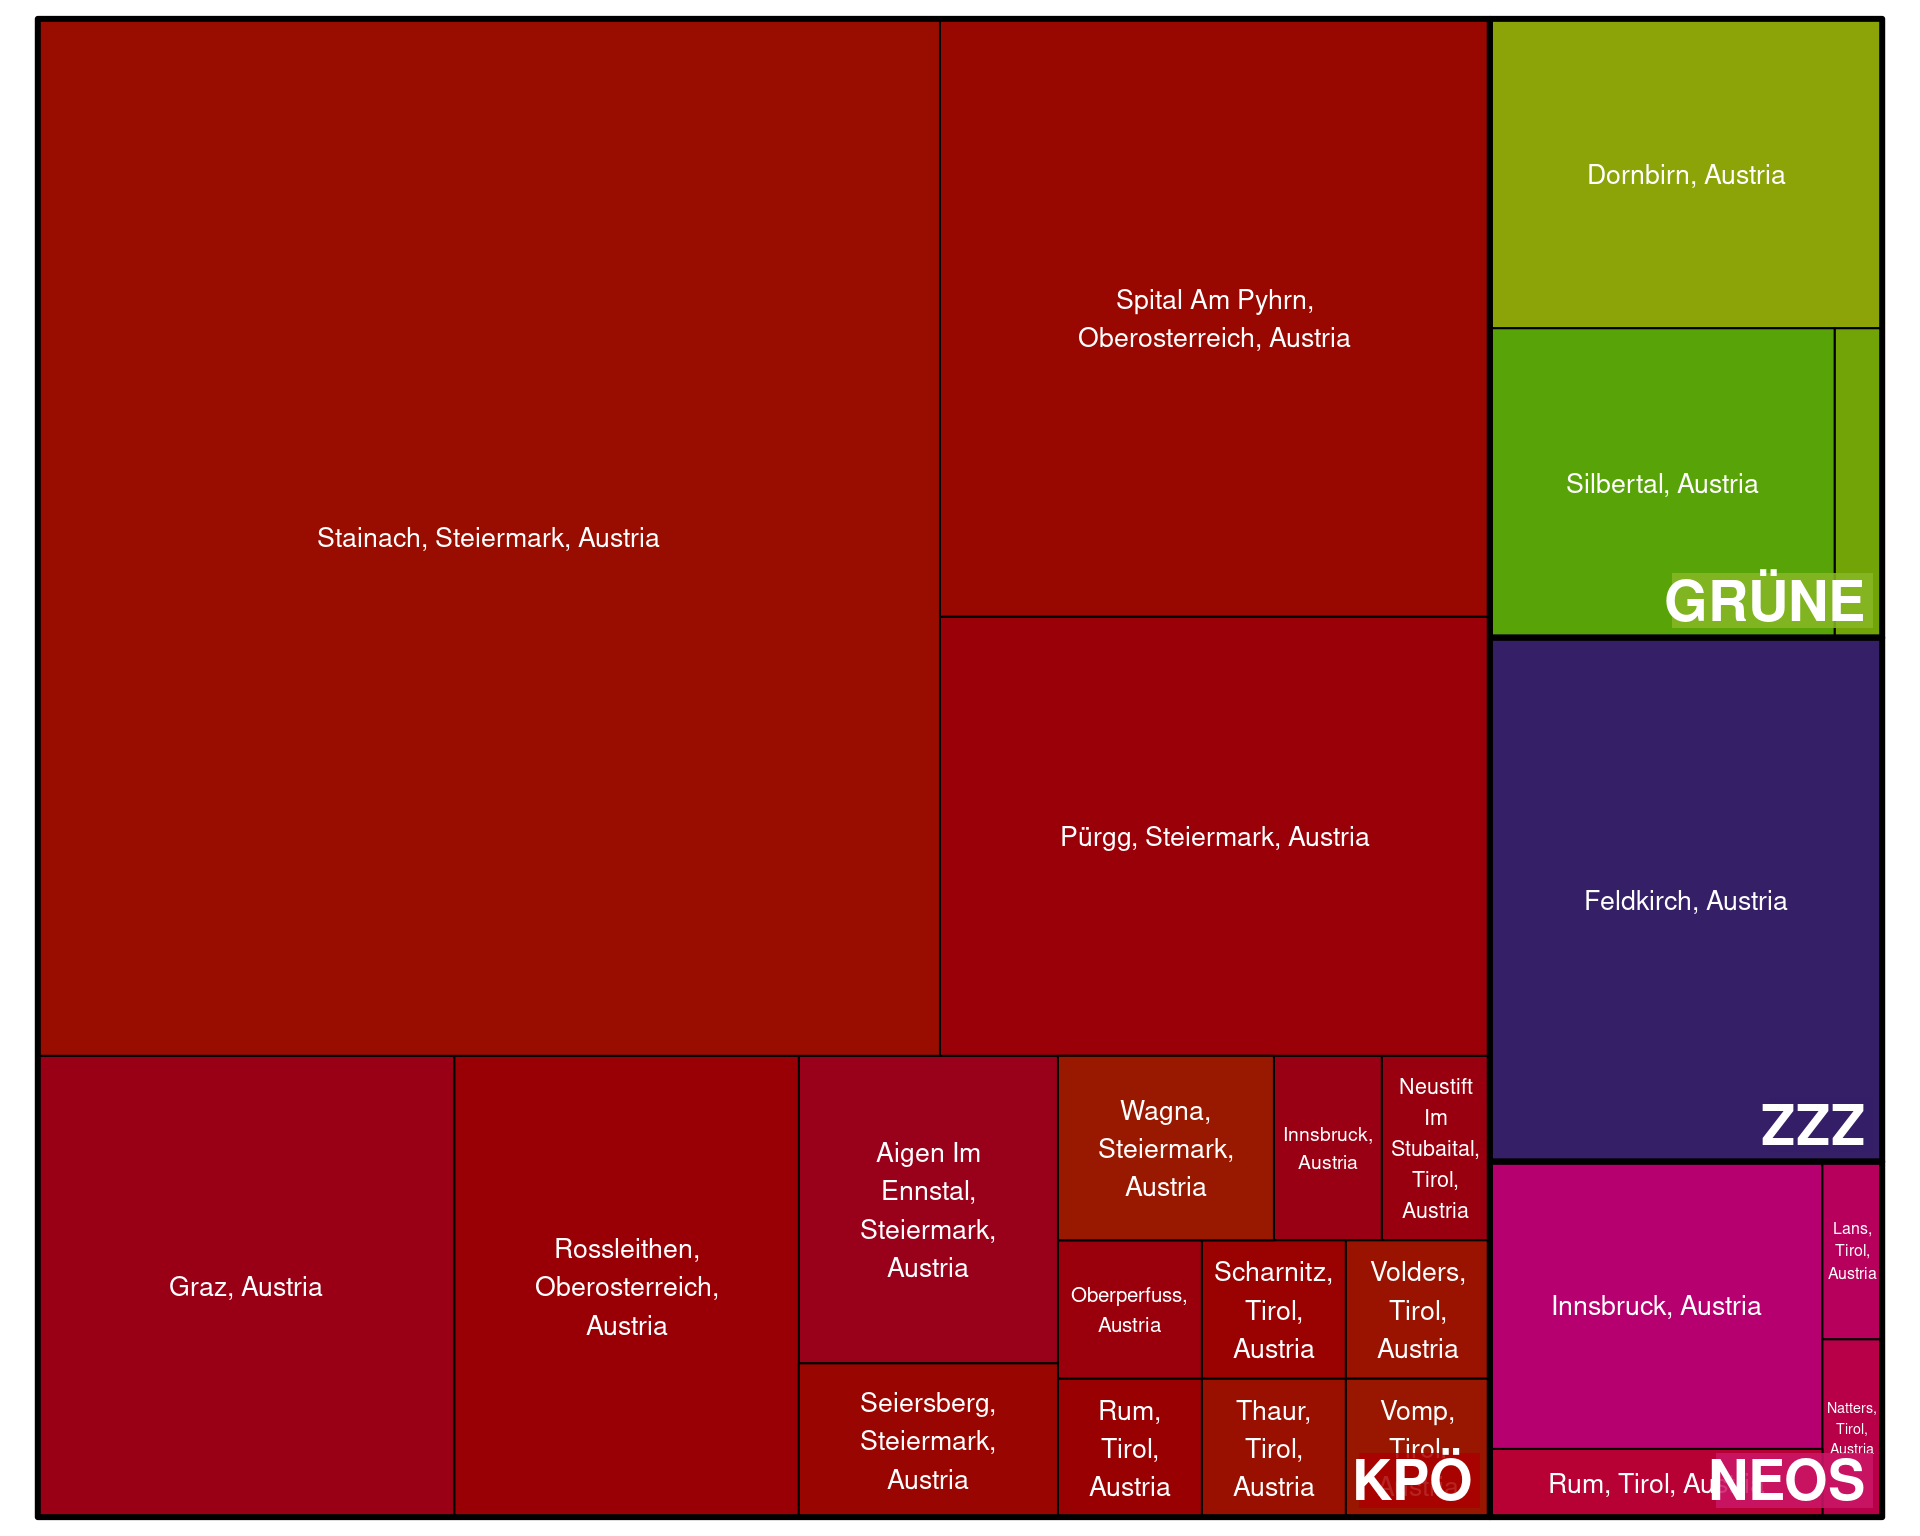 Stainach, Steiermark, Austria
Spital Am Pyhrn,
Oberosterreich, Austria
Pürgg, Steiermark, Austria
Graz, Austria
Rossleithen,
Oberosterreich,
Austria
Aigen Im
Ennstal,
Steiermark,
Austria
Seiersberg,
Steiermark,
Austria
Wagna,
Steiermark,
Austria
Innsbruck,
Austria
Neustift
Im
Stubaital,
Tirol,
Austria
Oberperfuss,
Austria
Scharnitz,
Tirol,
Austria
Volders,
Tirol,
Austria
Rum,
Tirol,
Austria
Thaur,
Tirol,
Austria
Vomp,
Tirol,
KPÖ
Dornbirn, Austria
Silbertal, Austria
GRÜNE
Feldkirch, Austria
ZZZ
Innsbruck, Austria
Lans,
Tirol,
Austria
Natters,
Tirol,
Austria
Rum, Tirol,
NEOS